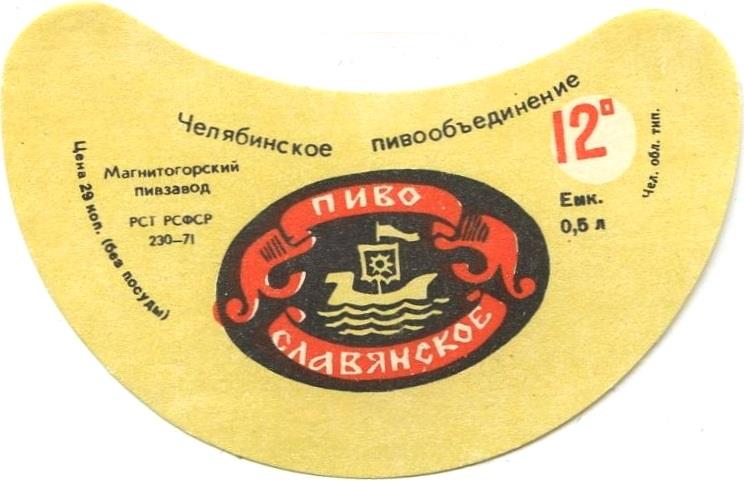 Челябинское пивообъединение
12°
Магнитогорский
пивзавод
РСТ РСФСР
230—71
Цена 29 коп. (без посуды)
ПИВО
СЛАВЯНСКОЕ
Емк.
0,5 л
Чел. обл. тип.